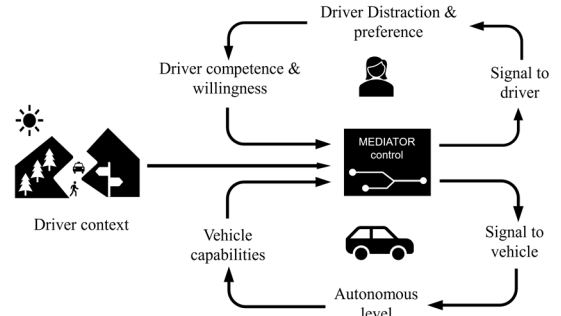 Driver Distraction &
preference
Driver competence &
willingness
Signal to
driver
MEDIATOR
control
Driver context
Vehicle
capabilities
Signal to
vehicle
Autonomous
level